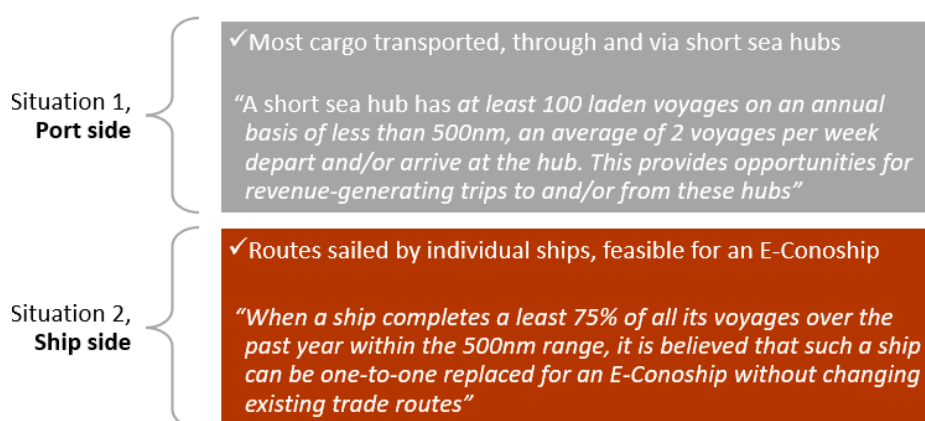 Situation 1,
Port side
✓Most cargo transported, through and via short sea hubs
“A short sea hub has at least 100 laden voyages on an annual
basis of less than 500nm, an average of 2 voyages per week
depart and/or arrive at the hub. This provides opportunities for
revenue-generating trips to and/or from these hubs”
Situation 2,
Ship side
✓Routes sailed by individual ships, feasible for an E-Conoship
“When a ship completes a least 75% of all its voyages over the
past year within the 500nm range, it is believed that such a ship
can be one-to-one replaced for an E-Conoship without changing
existing trade routes”